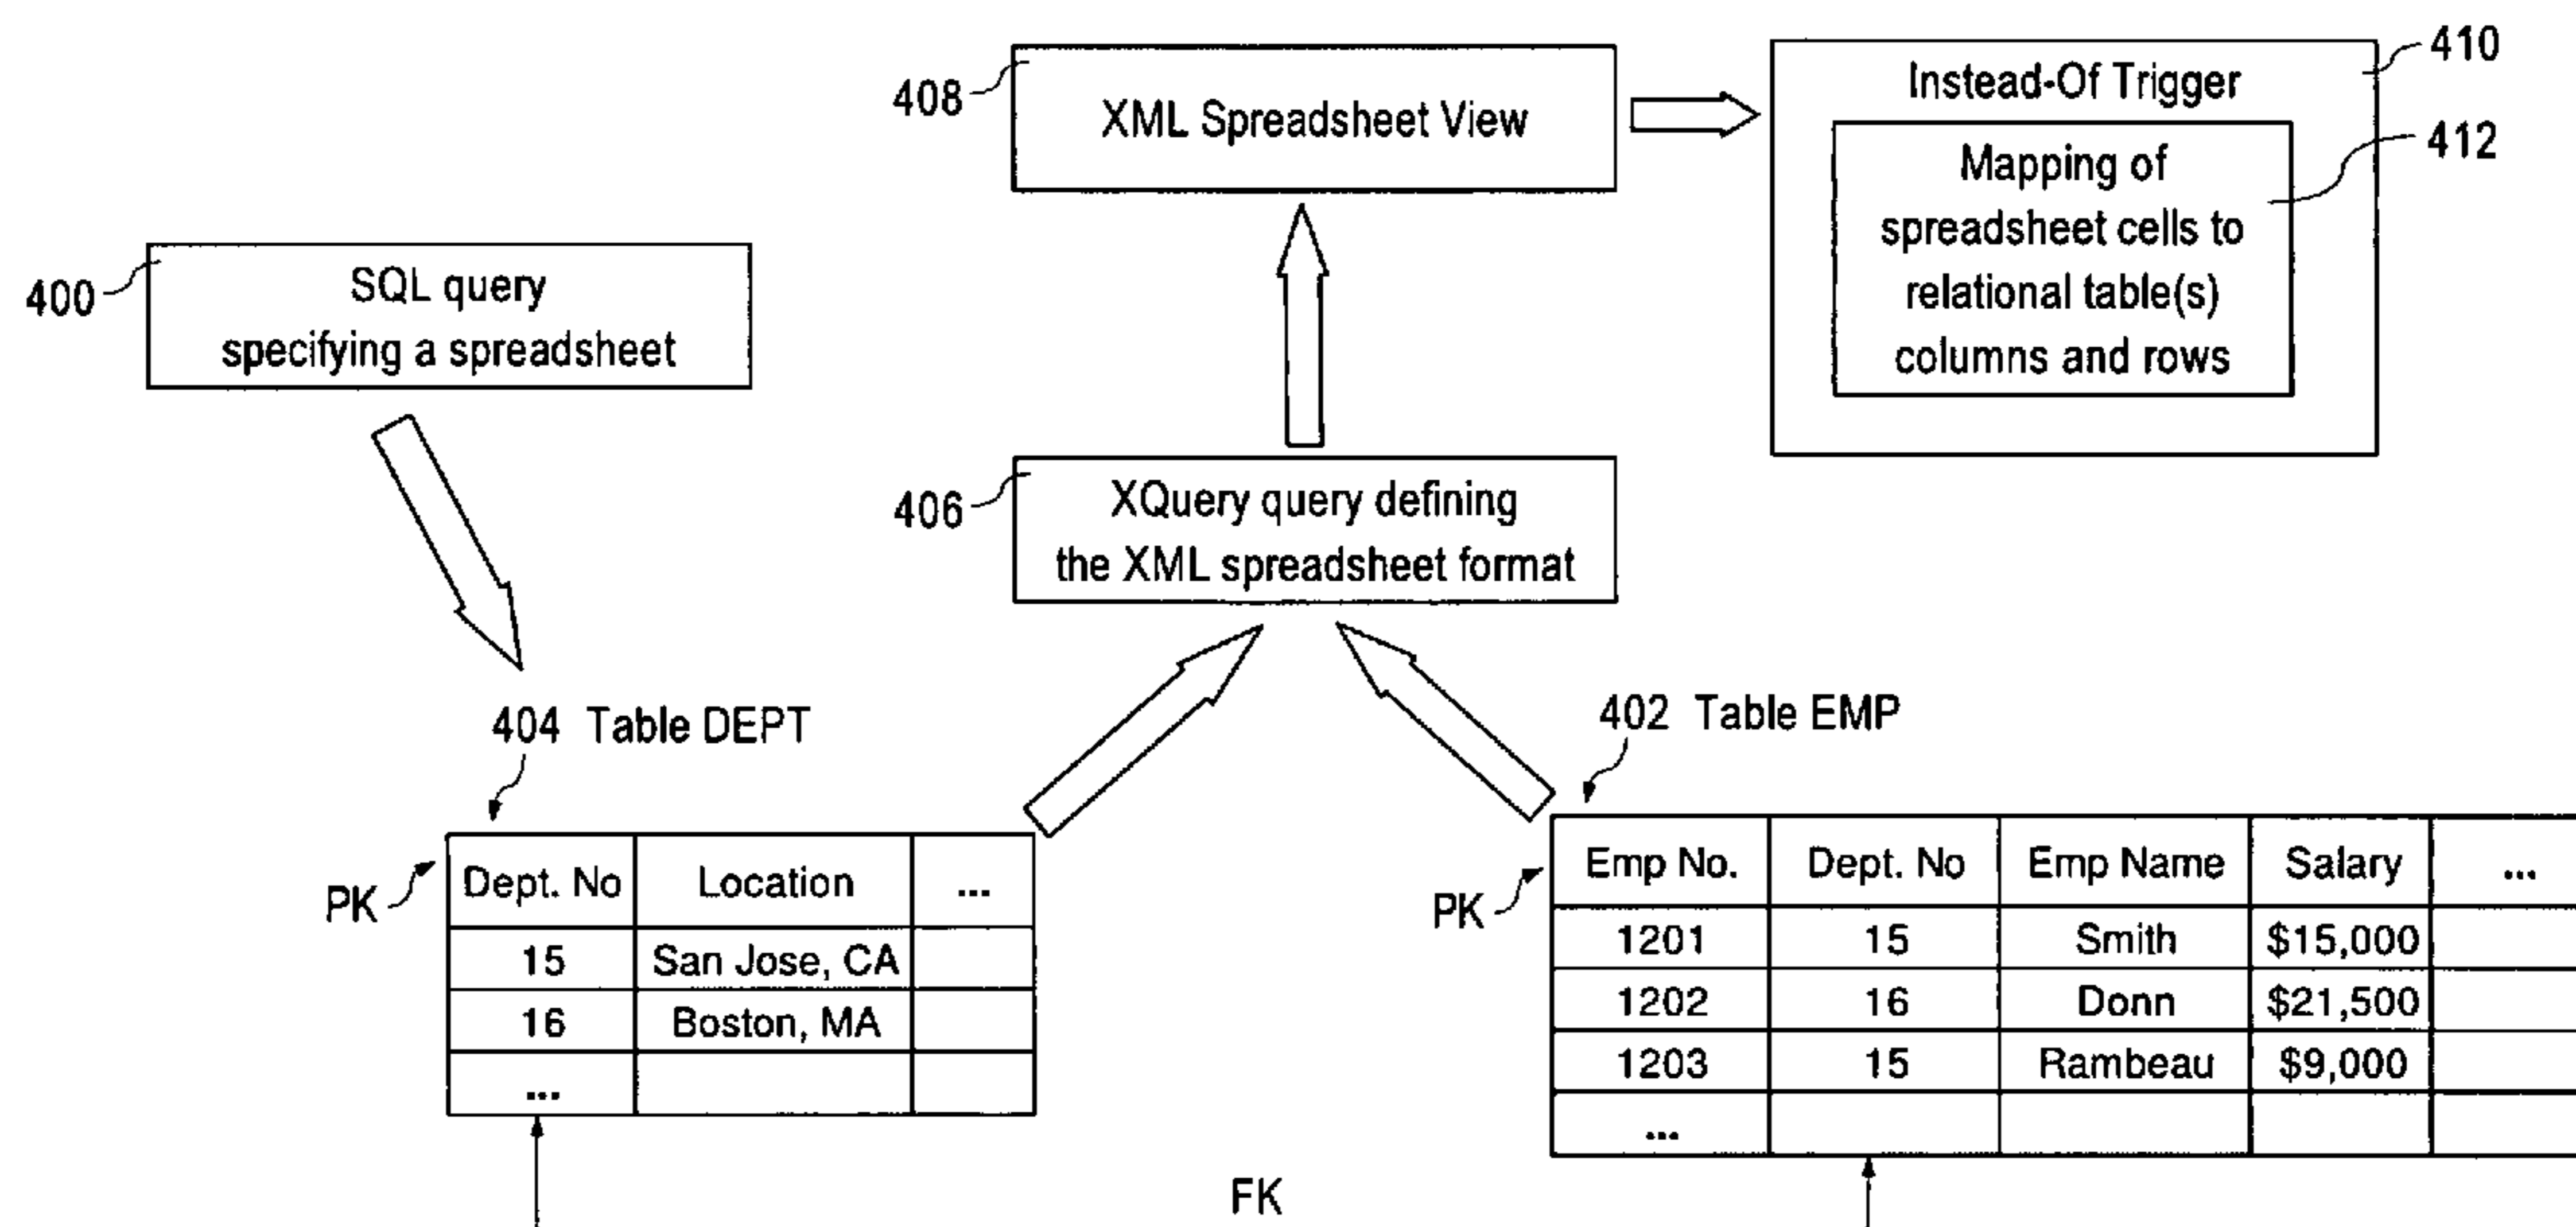 410
Instead-Of Trigger
408
XML Spreadsheet View
412
Mapping of
spreadsheet cells to
relational table(s)
columns and rows
400
SQL query
specifying a spreadsheet
406
XQuery query defining
the XML spreadsheet format
404 Table DEPT
402 Table EMP
PK
Dept. No Location ...
15 San Jose, CA
16 Boston, MA
...
PK
Emp No. Dept. No Emp Name Salary ...
1201 15 Smith $15,000
1202 16 Donn $21,500
1203 15 Rambeau $9,000
...
FK